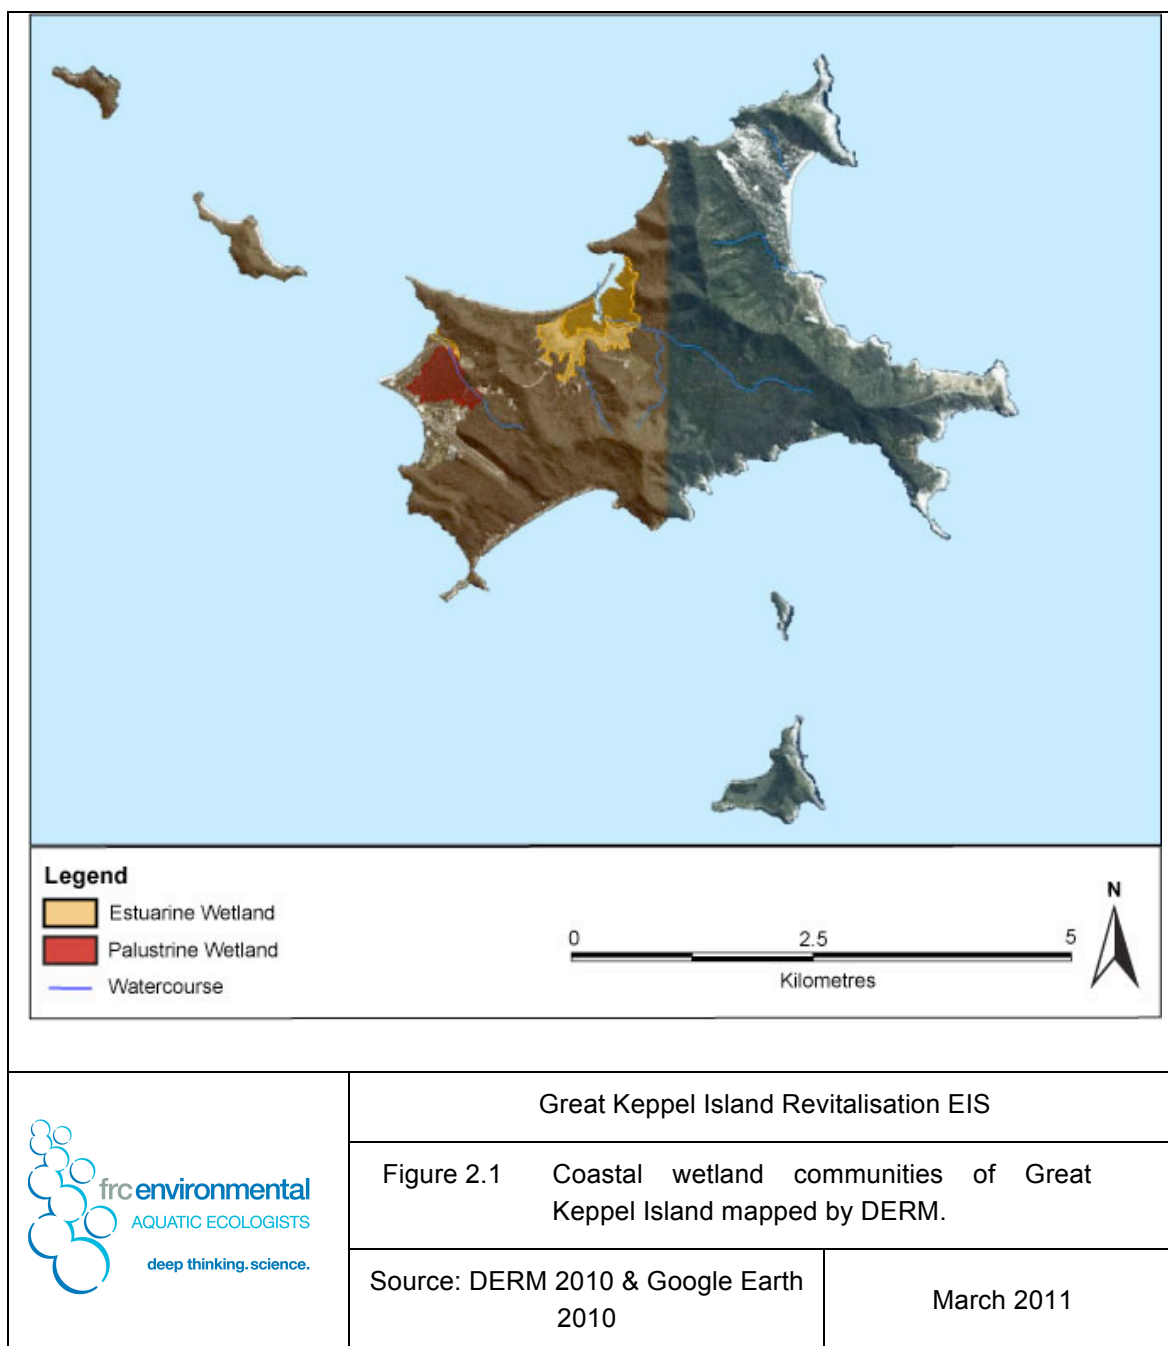 Legend
Estuarine Wetland
Palustrine Wetland
Watercourse
0 2.5 5
Kilometres
N
frcenvironmental
AQUATIC ECOLOGISTS
deep thinking. science.
Great Keppel Island Revitalisation EIS
Figure 2.1 Coastal wetland communities of Great
Keppel Island mapped by DERM.
Source: DERM 2010 & Google Earth
2010
March 2011